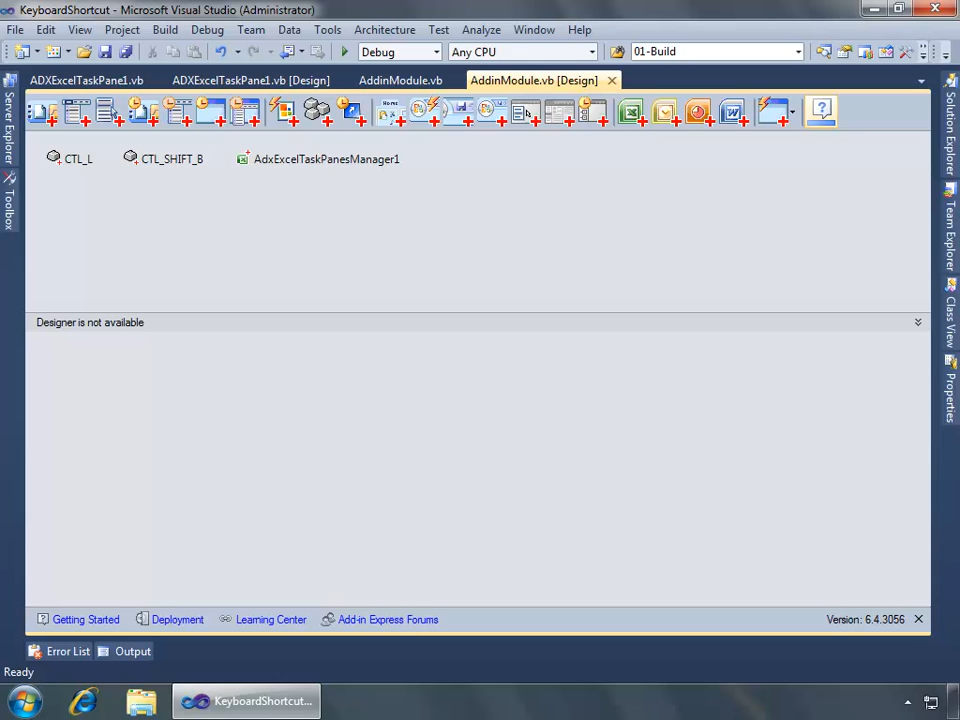 KeyboardShortcut - Microsoft Visual Studio (Administrator)
File Edit View Project Build Debug Team Data Tools Architecture Test Analyze Window Help
Debug Any CPU 01-Build
ADXExcelTaskPane1.vb ADXExcelTaskPane1.vb [Design] AddinModule.vb AddinModule.vb [Design]
CTL_L CTL_SHIFT_B AdxExcelTaskPanesManager1
Server Explorer
Toolbox
Solution Explorer
Team Explorer
Class View
Properties
Designer is not available
Getting Started Deployment Learning Center Add-in Express Forums Version: 6.4.3056
Error List Output
Ready
KeyboardShortcut...